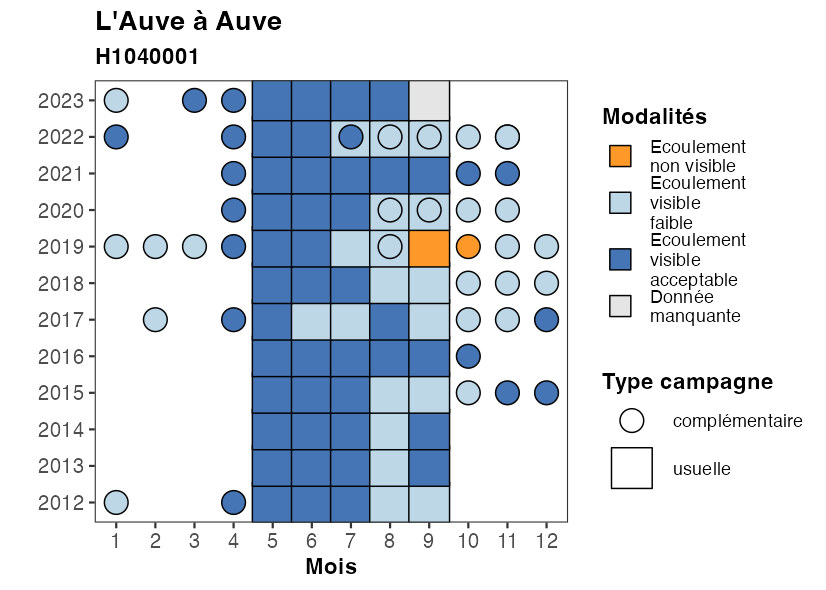 L'Auve à Auve
H1040001
2023
2022
2021
2020
2019
2018
2017
2016
2015
2014
2013
2012
1 2 3 4 5 6 7 8 9 10 11 12
Mois
Modalités
Ecoulement
non visible
Ecoulement
visible
faible
Ecoulement
visible
acceptable
Donnée
manquante
Type campagne
complémentaire
usuelle